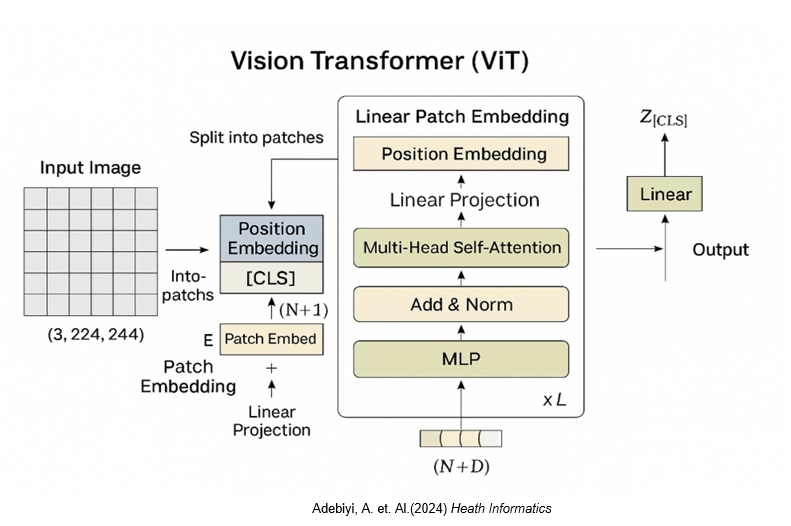 Vision Transformer (ViT)
Input Image
(3, 224, 244)
Split into patches
Into-
patchs
Position
Embedding
[CLS]
(N+1)
E
Patch Embed
Patch
Embedding
+
Linear
Projection
Linear Patch Embedding
Position Embedding
Linear Projection
Multi-Head Self-Attention
Add & Norm
MLP
x L
(N+D)
Z[CLS]
Linear
Output
Adebiyi, A. et. Al.(2024) Heath Informatics